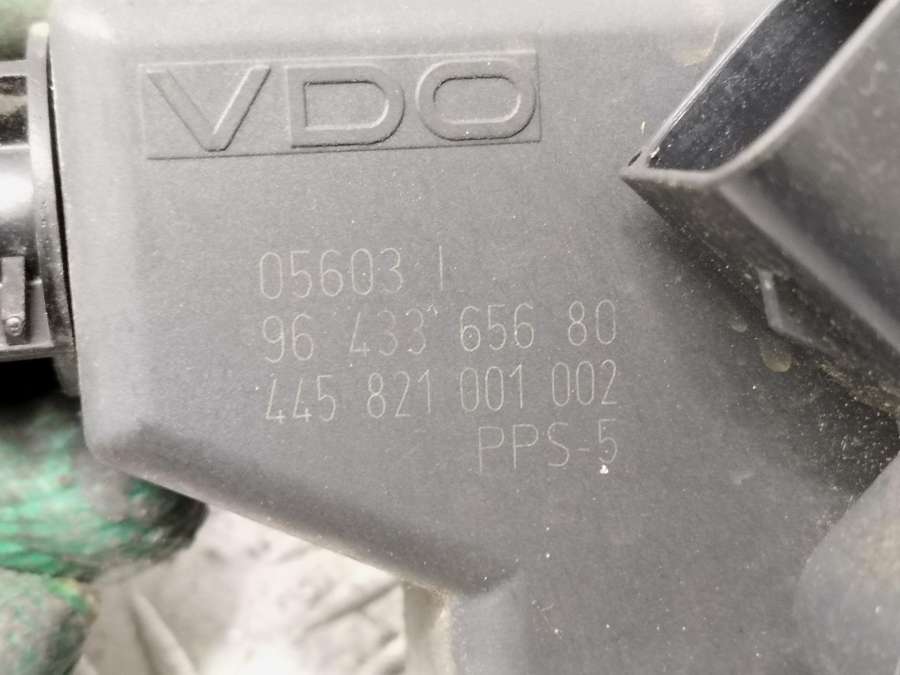 VDO
05603 I
96 433 656 80
445 821 001 002
PPS-5